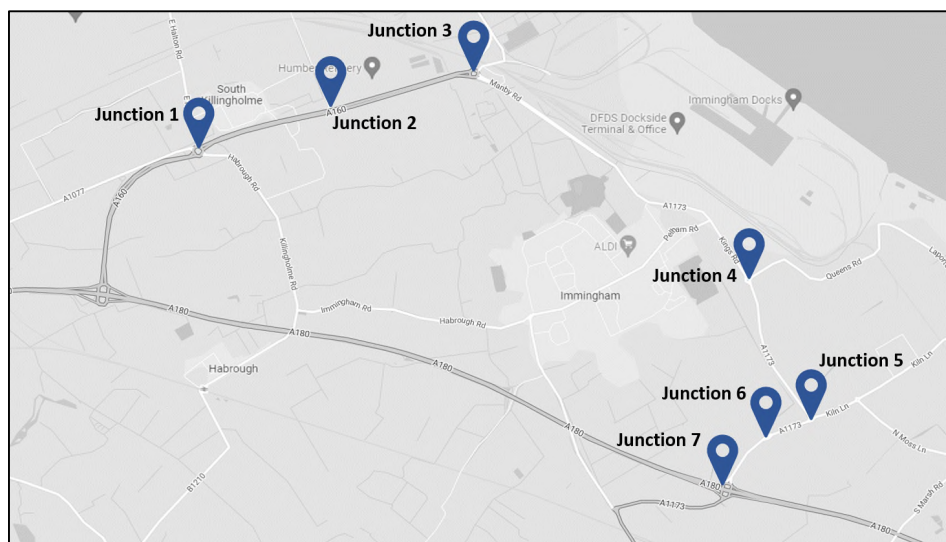 Junction 3
E Halton Rd
Humber Refinery
South
Killingholme
Manby Rd
Immingham Docks
Junction 1
A160
Junction 2
DFDS Dockside
Terminal & Office
Habrough Rd
A1077
A160
A1173
Pelham Rd
ALDI
Kings Rd
Junction 4
Queens Rd
Killingholme Rd
Immingham
Immingham Rd
Habrough Rd
A180
A180
A1173
Junction 5
Kiln Ln
Habrough
A180
Junction 6
Kiln Ln
A1173
A180
Junction 7
N Moss Ln
B1210
A180
S Marsh Rd
A1173
A180